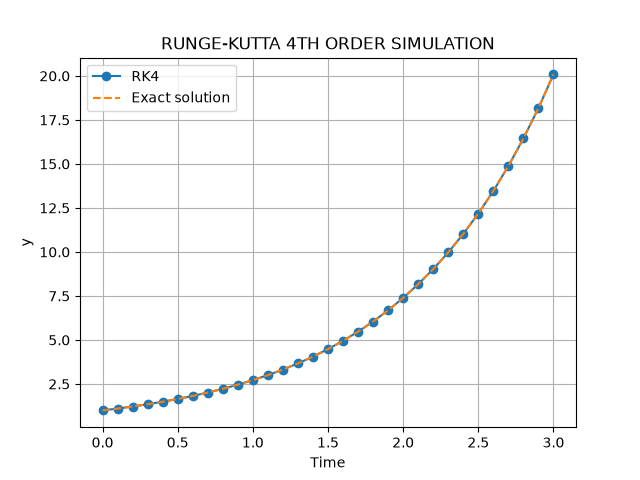 RUNGE-KUTTA 4TH ORDER SIMULATION
RK4
Exact solution
20.0
17.5
15.0
12.5
10.0
7.5
5.0
2.5
y
0.0 0.5 1.0 1.5 2.0 2.5 3.0
Time